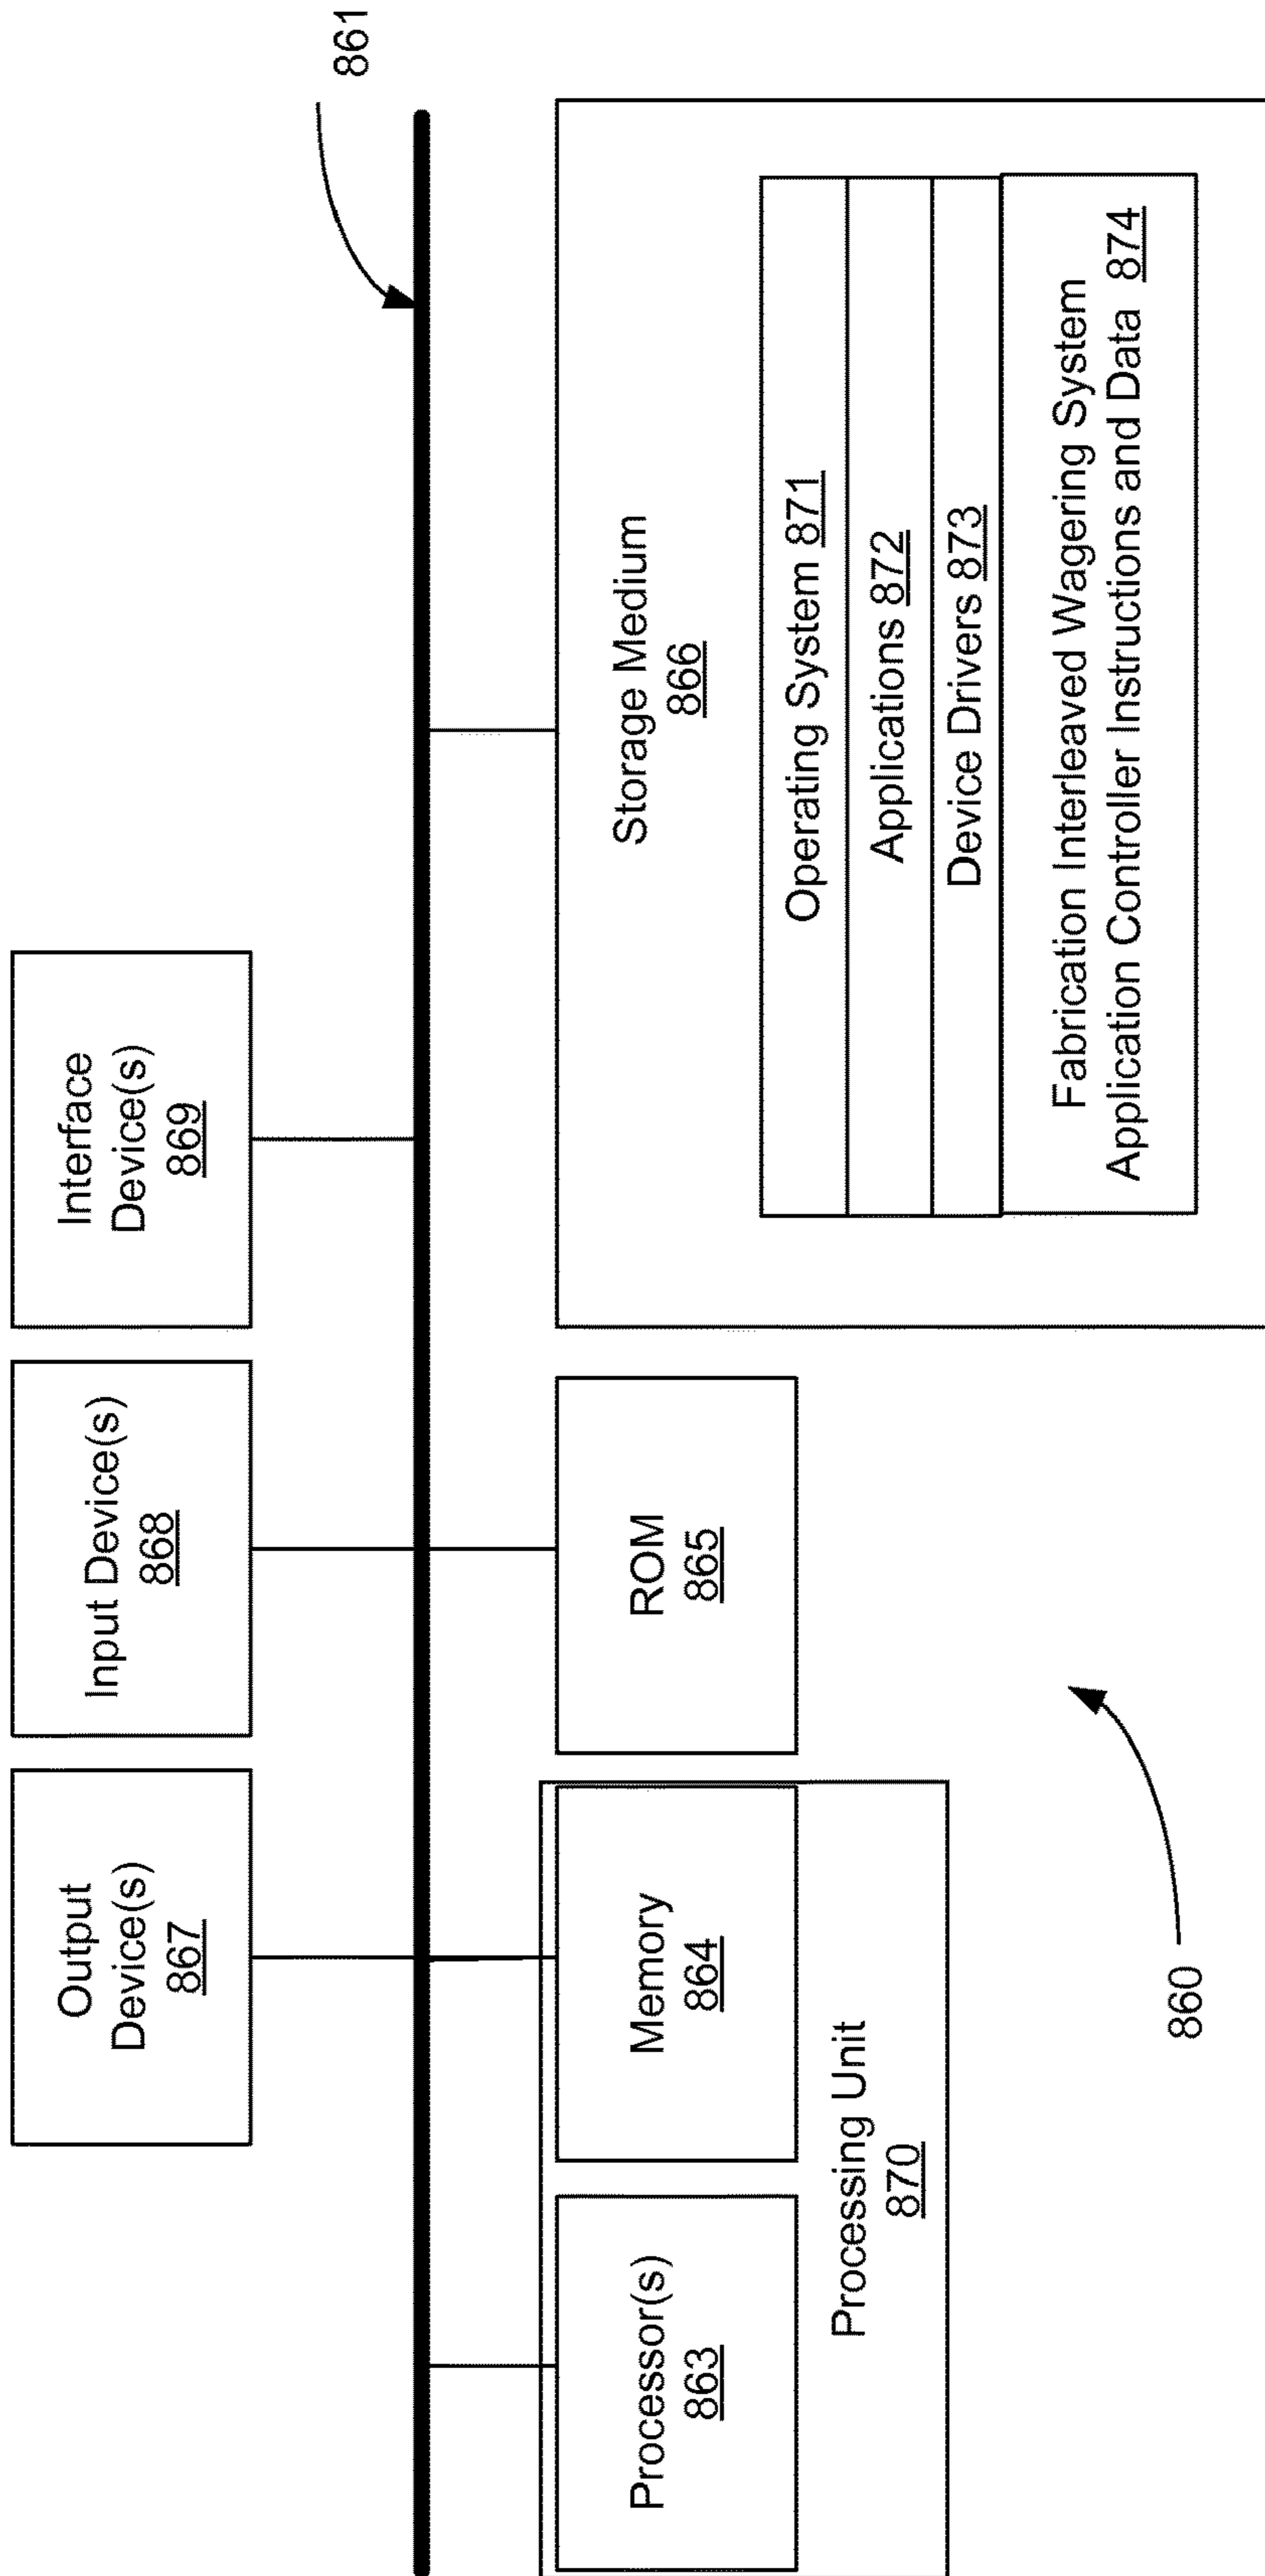 861
Output
Device(s)
867
Input Device(s)
868
Interface
Device(s)
869
Processor(s)
863
Memory
864
Processing Unit
870
ROM
865
Storage Medium
866
Operating System 871
Applications 872
Device Drivers 873
Fabrication Interleaved Wagering System
Application Controller Instructions and Data 874
860